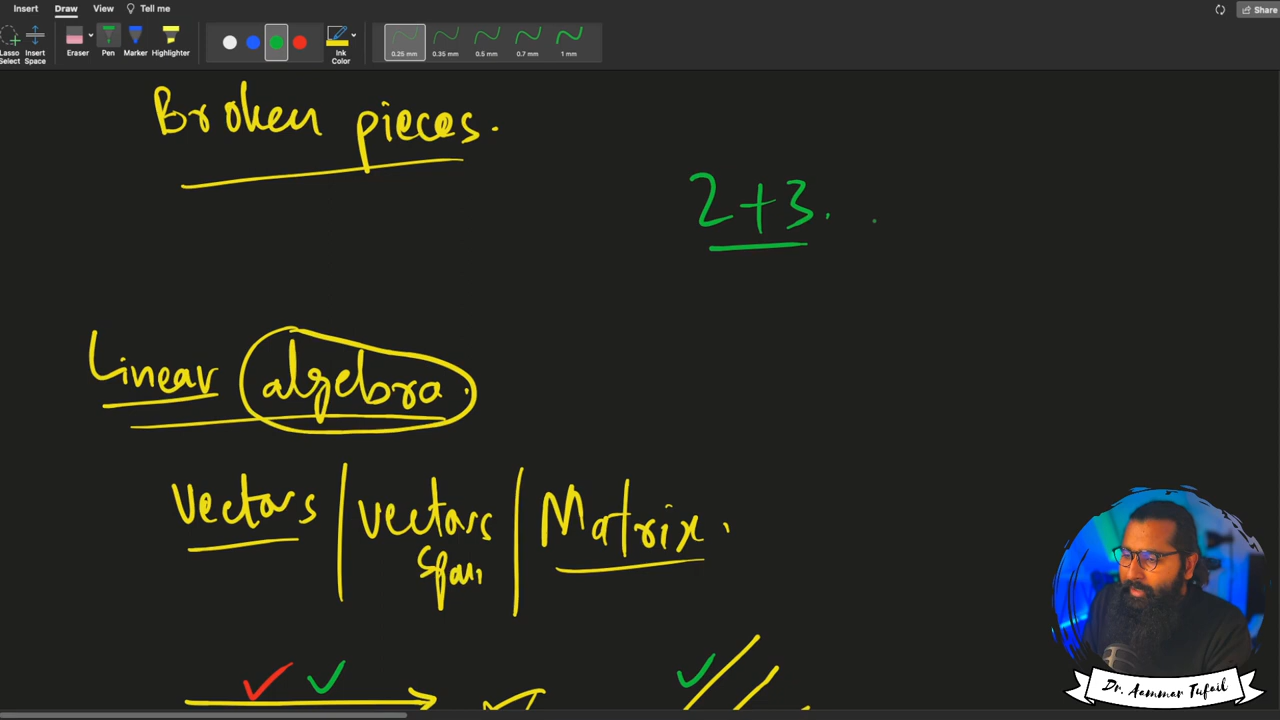 Insert Draw View Tell me Share
Lasso Select Insert Space Eraser Pen Marker Highlighter Ink Color 0.25 mm 0.35 mm 0.5 mm 0.7 mm 1 mm
Broken pieces.
2+3.
Linear algebra.
Vectors | Vectors | Matrix.
Dr. Aammar Tufail